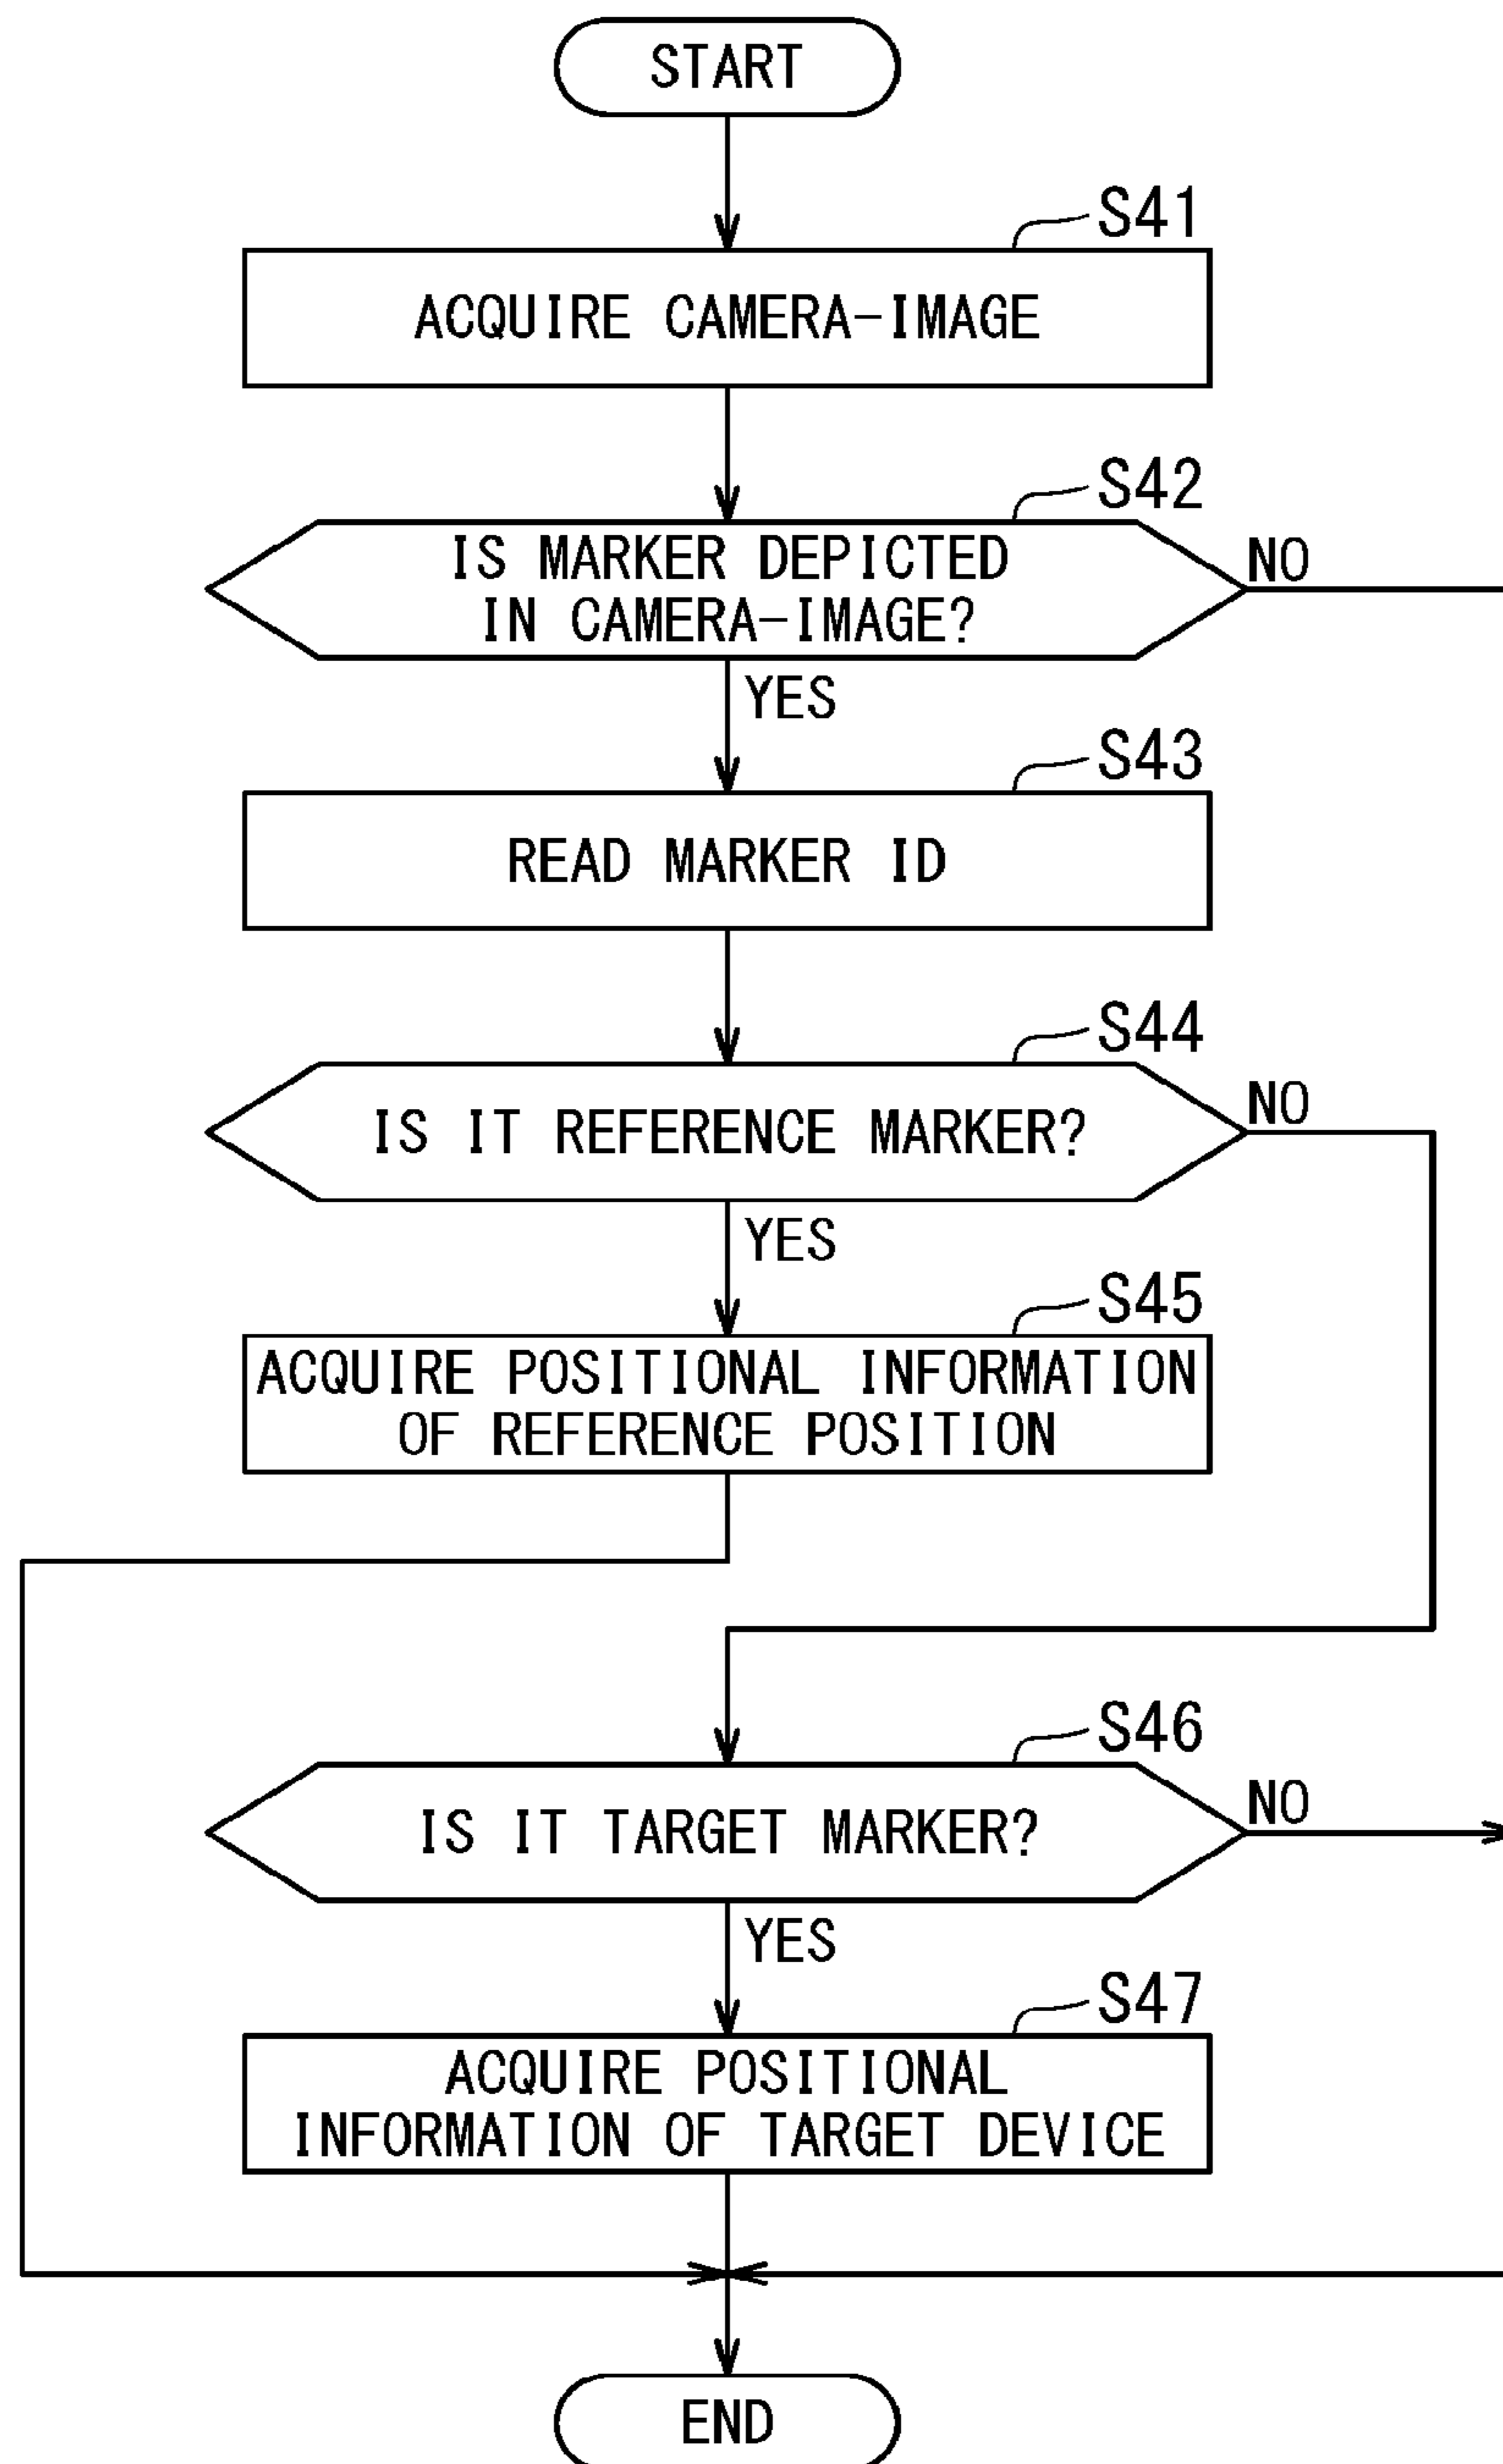 START
S41
ACQUIRE CAMERA-IMAGE
S42
IS MARKER DEPICTED
IN CAMERA-IMAGE?
NO
YES
S43
READ MARKER ID
S44
IS IT REFERENCE MARKER?
NO
YES
S45
ACQUIRE POSITIONAL INFORMATION
OF REFERENCE POSITION
S46
IS IT TARGET MARKER?
NO
YES
S47
ACQUIRE POSITIONAL
INFORMATION OF TARGET DEVICE
END